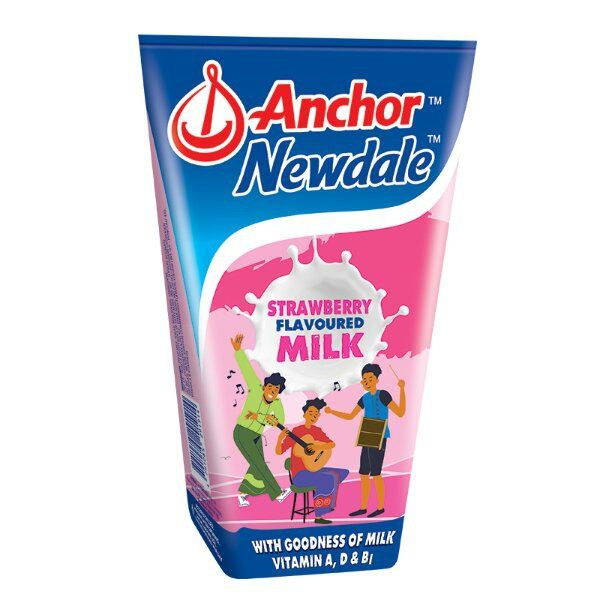 Anchor™
Newdale™
STRAWBERRY
FLAVOURED
MILK
WITH GOODNESS OF MILK
VITAMIN A, D & B₁